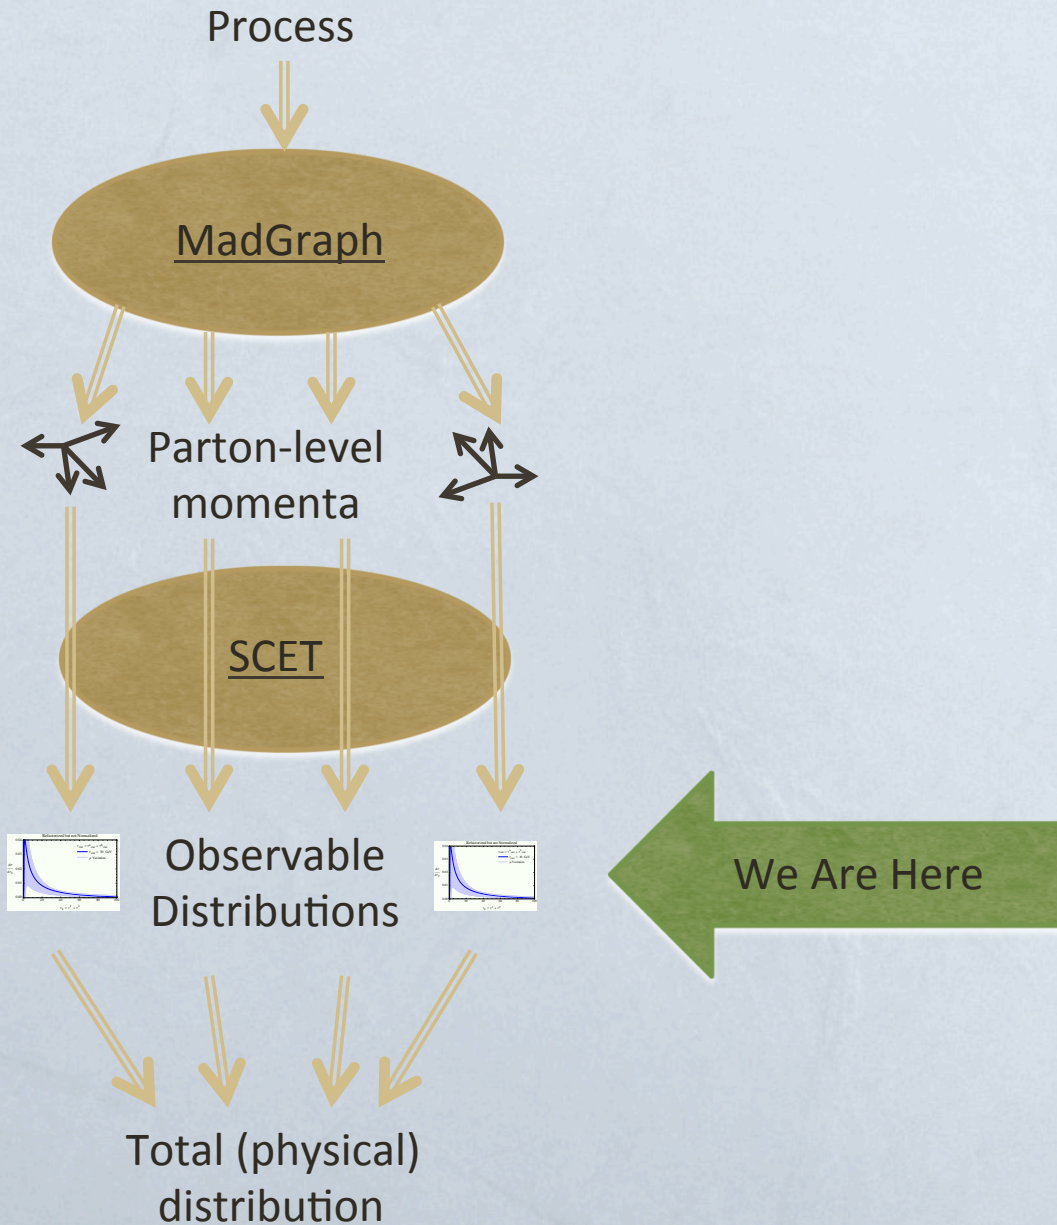 Process
MadGraph
Parton-level
momenta
SCET
Observable
Distributions
We Are Here
Total (physical)
distribution